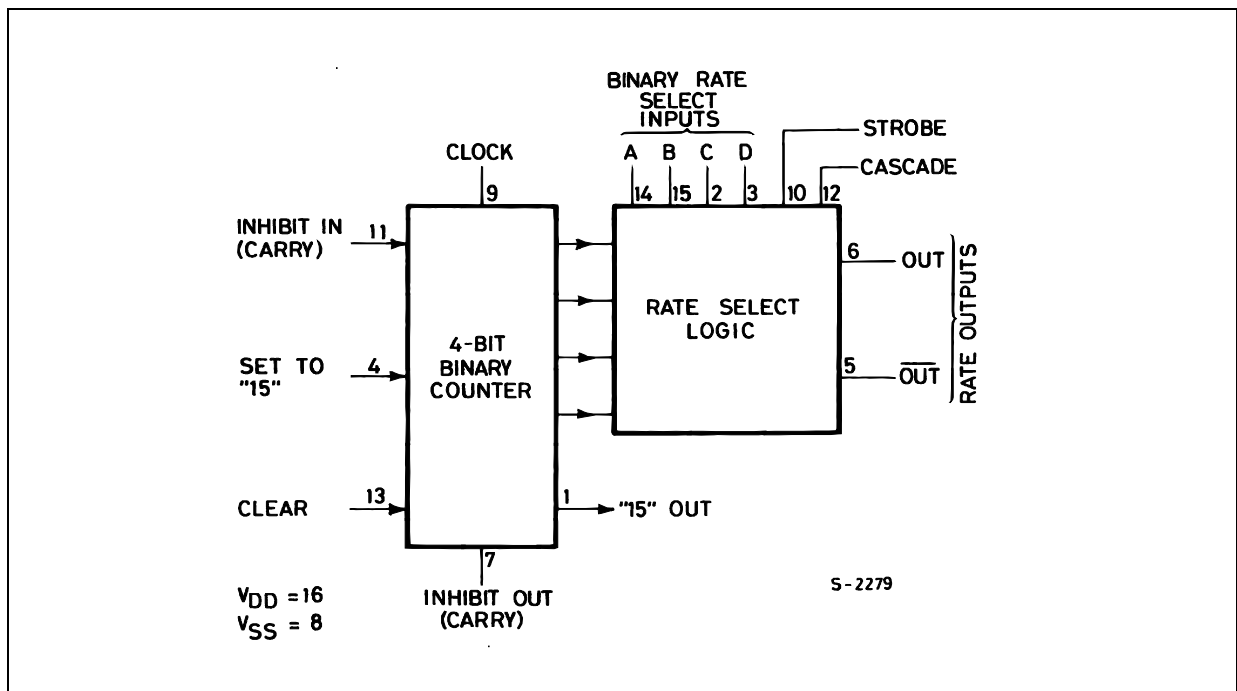 BINARY RATE
SELECT
INPUTS
A B C D
STROBE
CASCADE
CLOCK
9
14 15 2 3 10 12
INHIBIT IN
(CARRY)
11
6
OUT
RATE SELECT
LOGIC
4-BIT
BINARY
COUNTER
SET TO
"15"
4
5
OUT
RATE OUTPUTS
CLEAR
13
1
"15" OUT
7
INHIBIT OUT
(CARRY)
VDD = 16
VSS = 8
S-2279